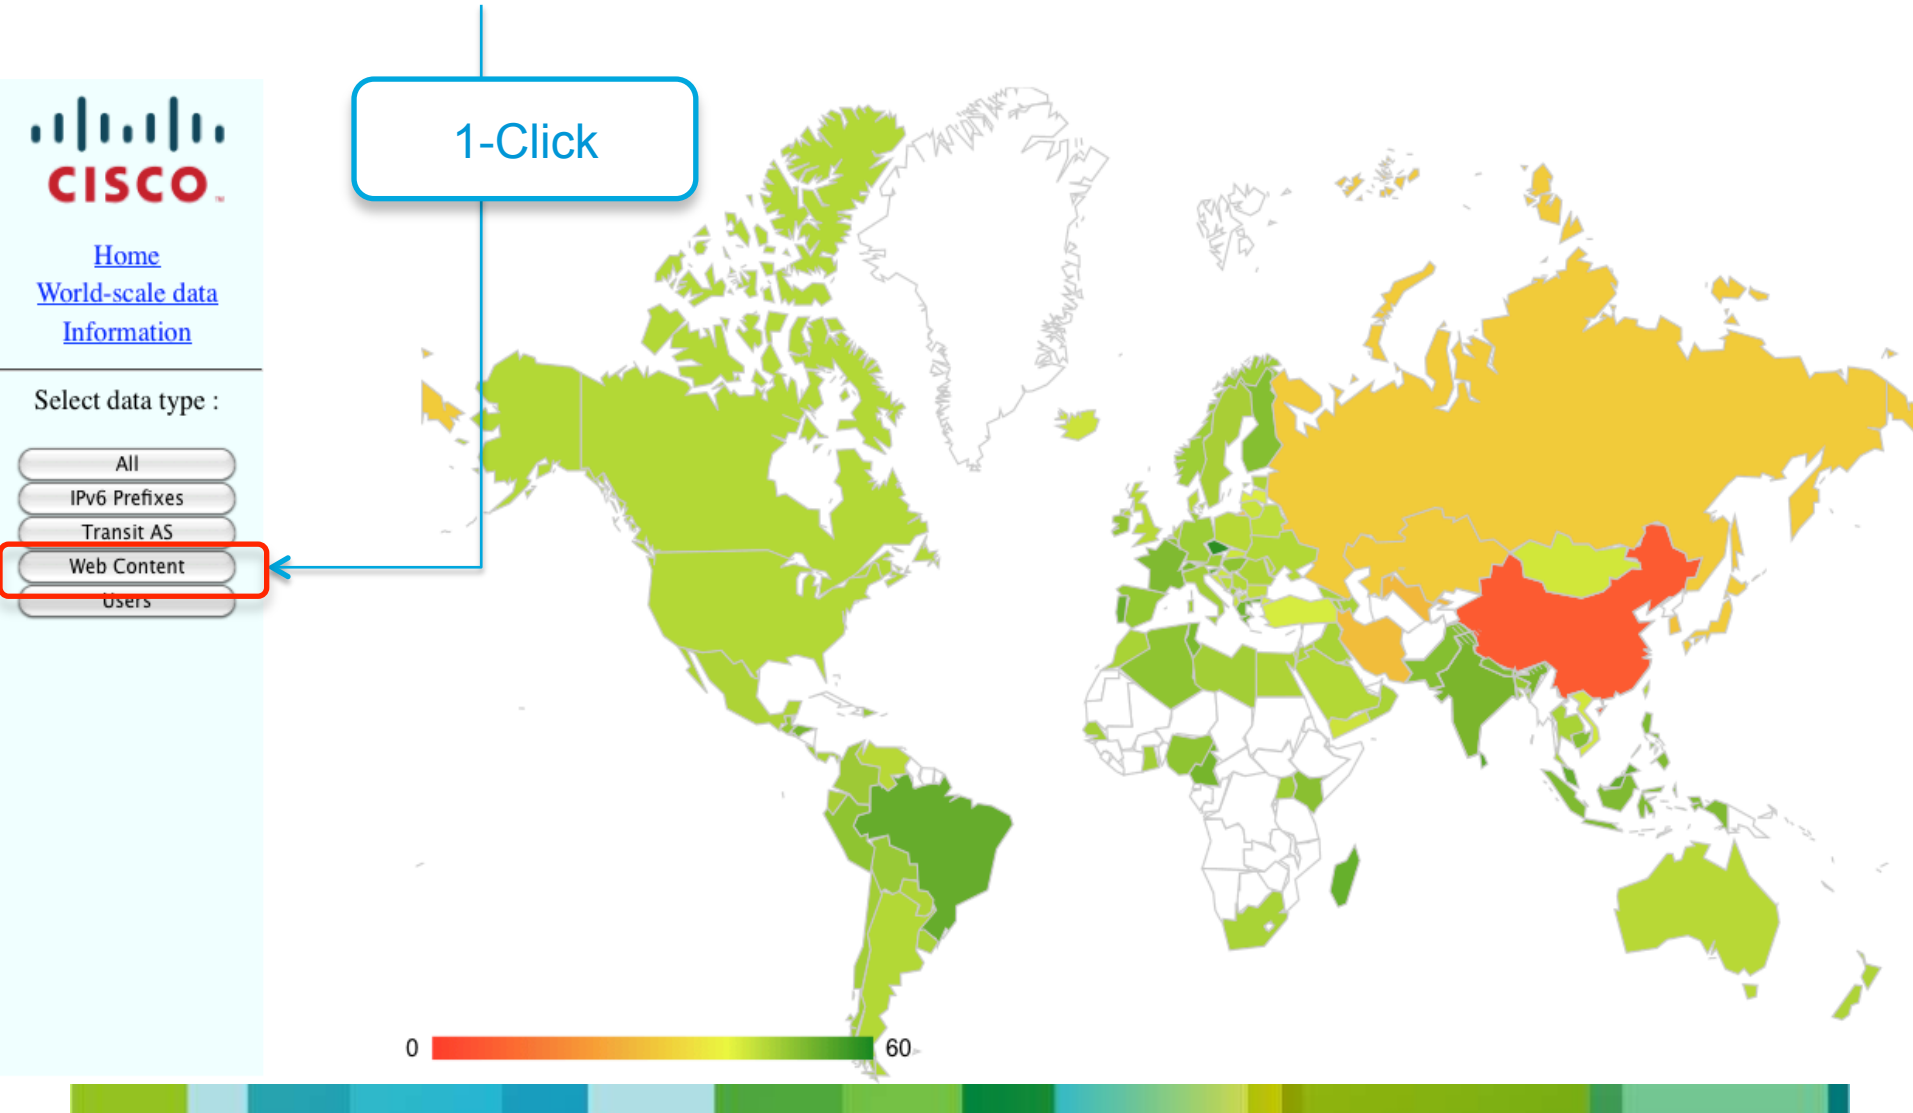 1-Click
CISCO
Home
World-scale data
Information
Select data type :
All
IPv6 Prefixes
Transit AS
Web Content
Users
0
60